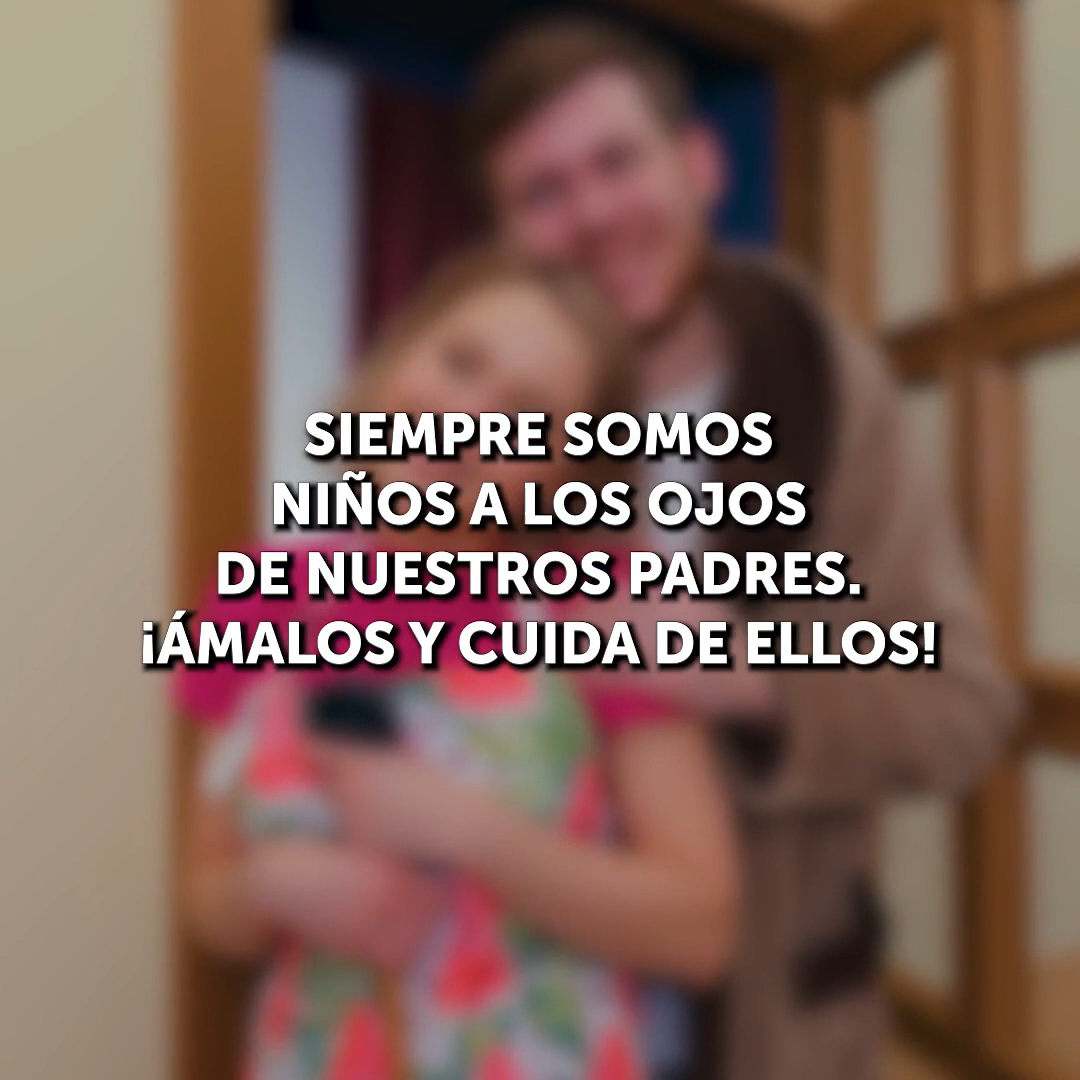 SIEMPRE SOMOS
NIÑOS A LOS OJOS
DE NUESTROS PADRES.
¡ÁMALOS Y CUIDA DE ELLOS!